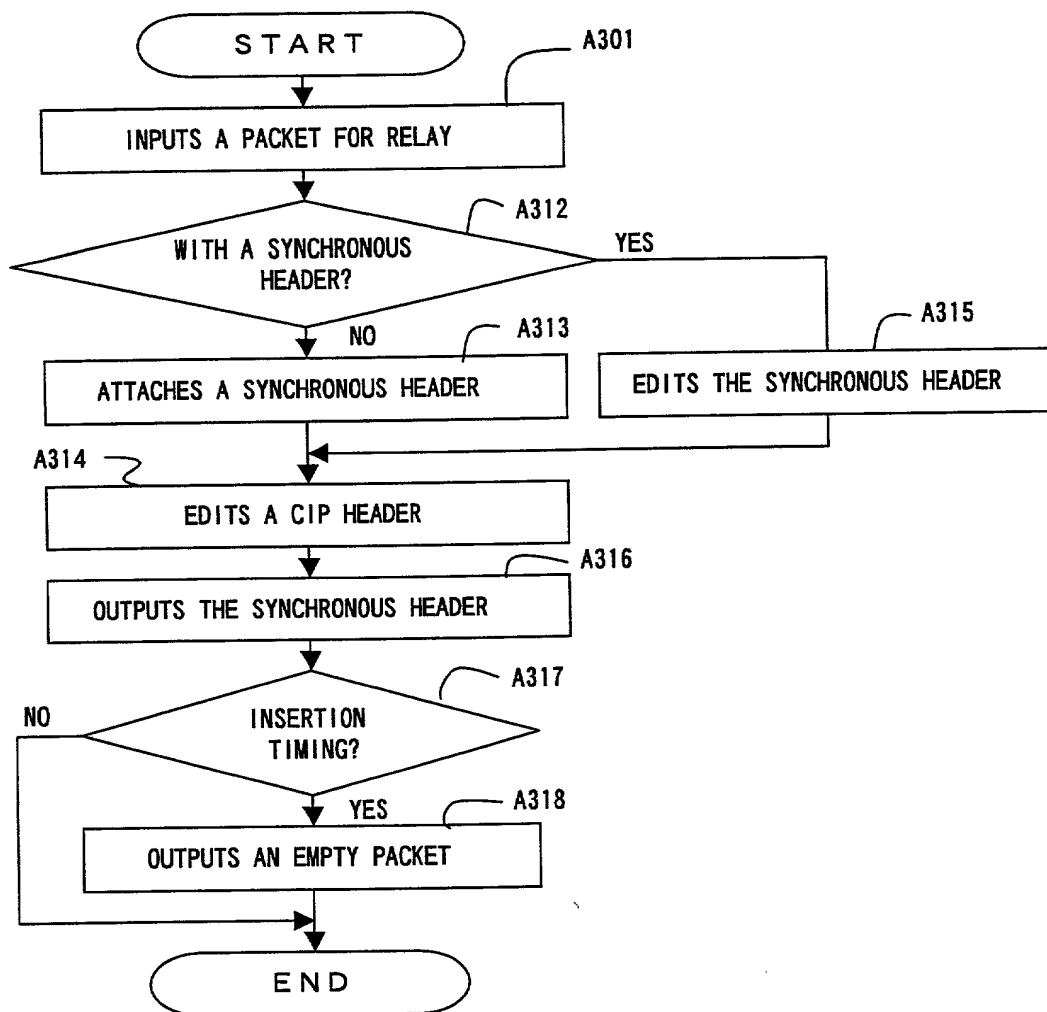 START
A301
INPUTS A PACKET FOR RELAY
A312
WITH A SYNCHRONOUS
HEADER?
YES
NO
A313
A315
ATTACHES A SYNCHRONOUS HEADER
EDITS THE SYNCHRONOUS HEADER
A314
EDITS A CIP HEADER
A316
OUTPUTS THE SYNCHRONOUS HEADER
A317
NO
INSERTION
TIMING?
YES
A318
OUTPUTS AN EMPTY PACKET
END